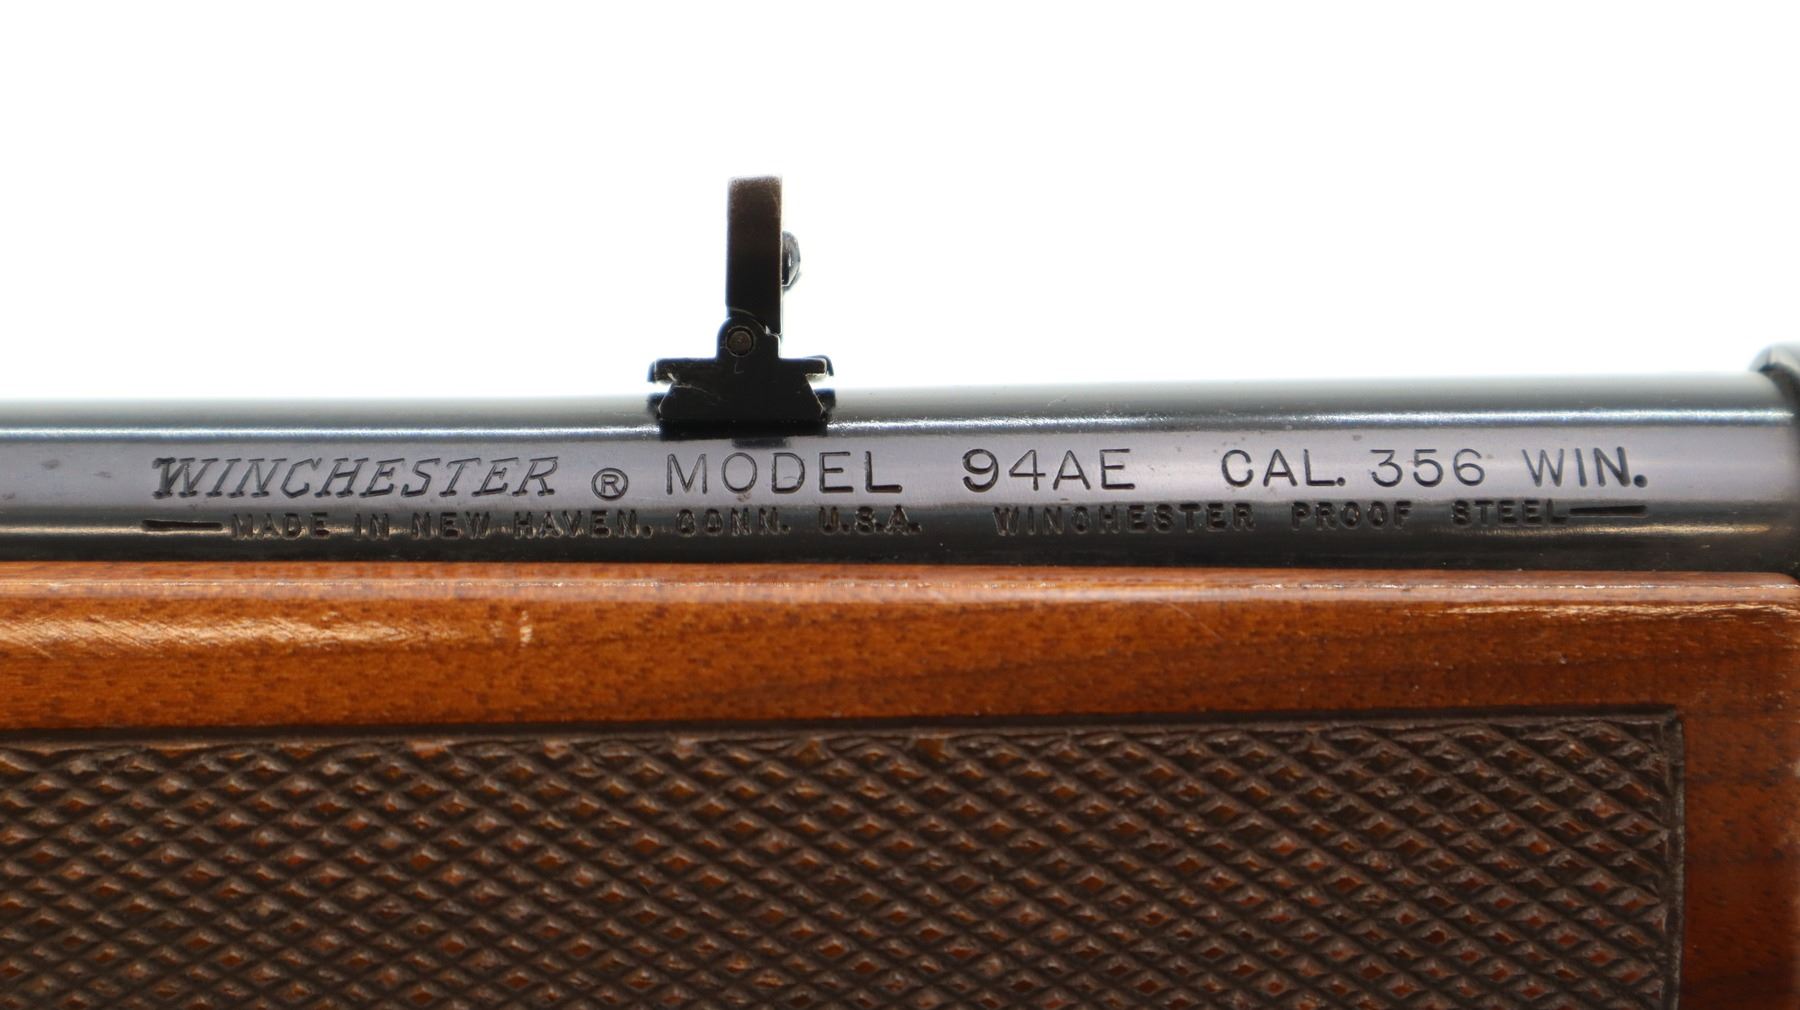 WINCHESTER ® MODEL 94AE CAL. 356 WIN.
—MADE IN NEW HAVEN, CONN. U.S.A. WINCHESTER PROOF STEEL—